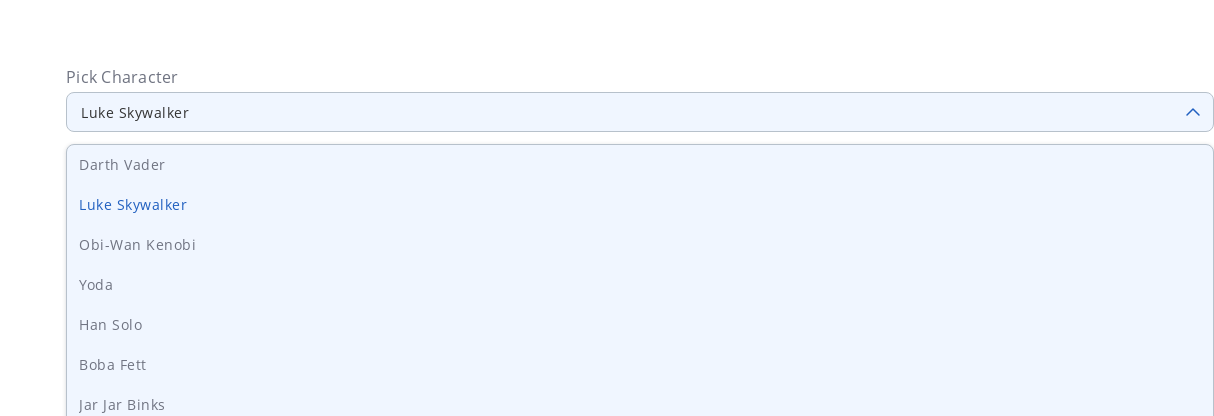 Pick Character
Luke Skywalker
Darth Vader
Luke Skywalker
Obi-Wan Kenobi
Yoda
Han Solo
Boba Fett
Jar Jar Binks